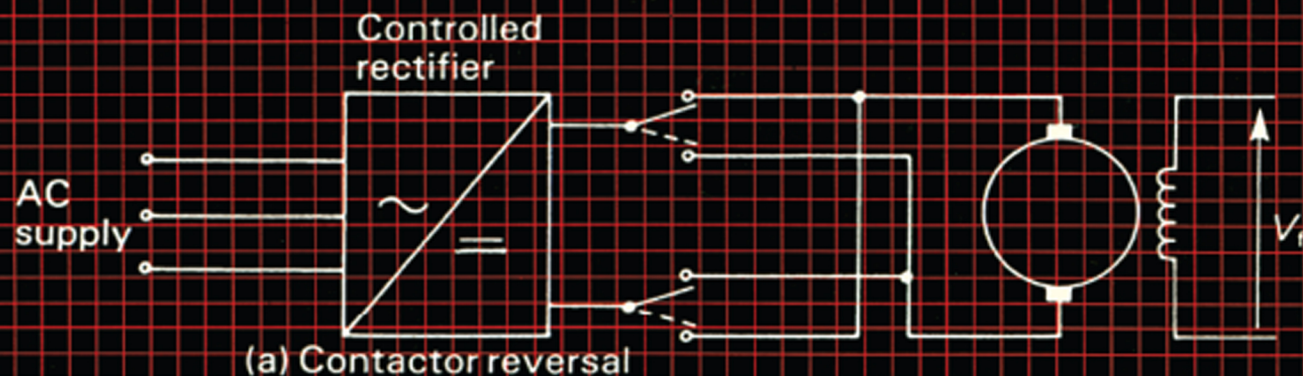 Controlled
rectifier
AC
supply
V
(a) Contactor reversal